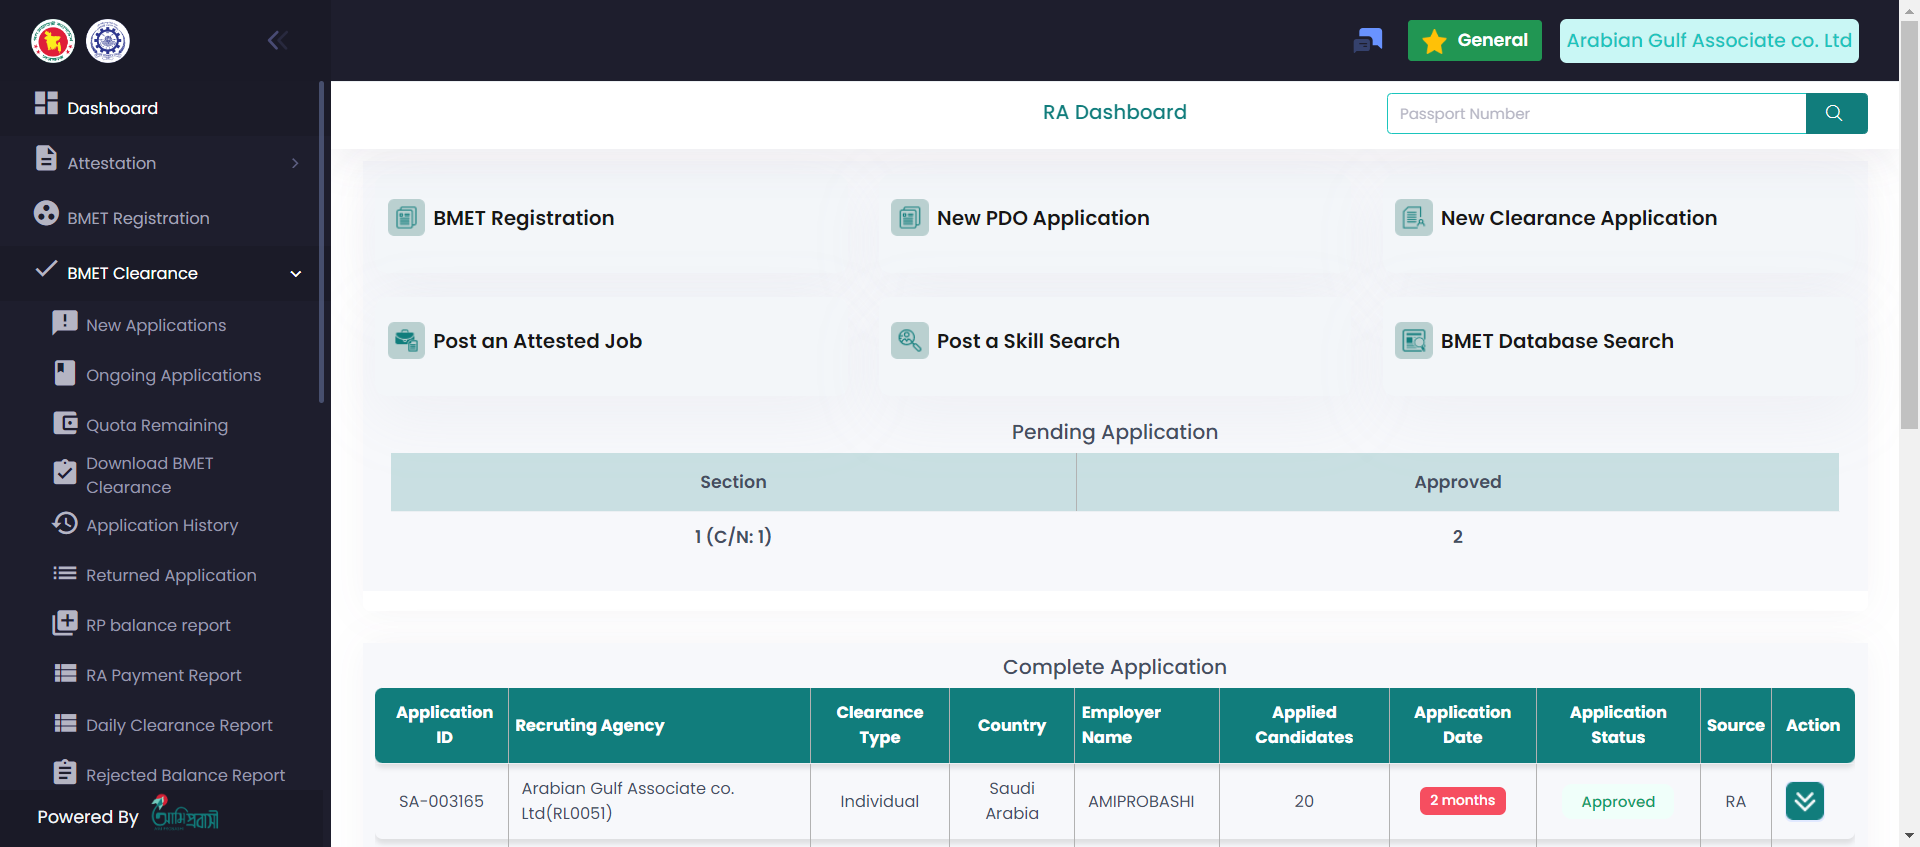 General
Arabian Gulf Associate co. Ltd
Dashboard
Attestation
BMET Registration
BMET Clearance
New Applications
Ongoing Applications
Quota Remaining
Download BMET
Clearance
Application History
Returned Application
RP balance report
RA Payment Report
Daily Clearance Report
Rejected Balance Report
Powered By
আমি প্রবাসী
RA Dashboard
Passport Number
BMET Registration
New PDO Application
New Clearance Application
Post an Attested Job
Post a Skill Search
BMET Database Search
Pending Application
Section Approved
1 (C/N: 1) 2
Complete Application
Application ID Recruting Agency Clearance Type Country Employer Name Applied Candidates Application Date Application Status Source Action
SA-003165 Arabian Gulf Associate co. Ltd(RL0051) Individual Saudi Arabia AMIPROBASHI 20 2 months Approved RA